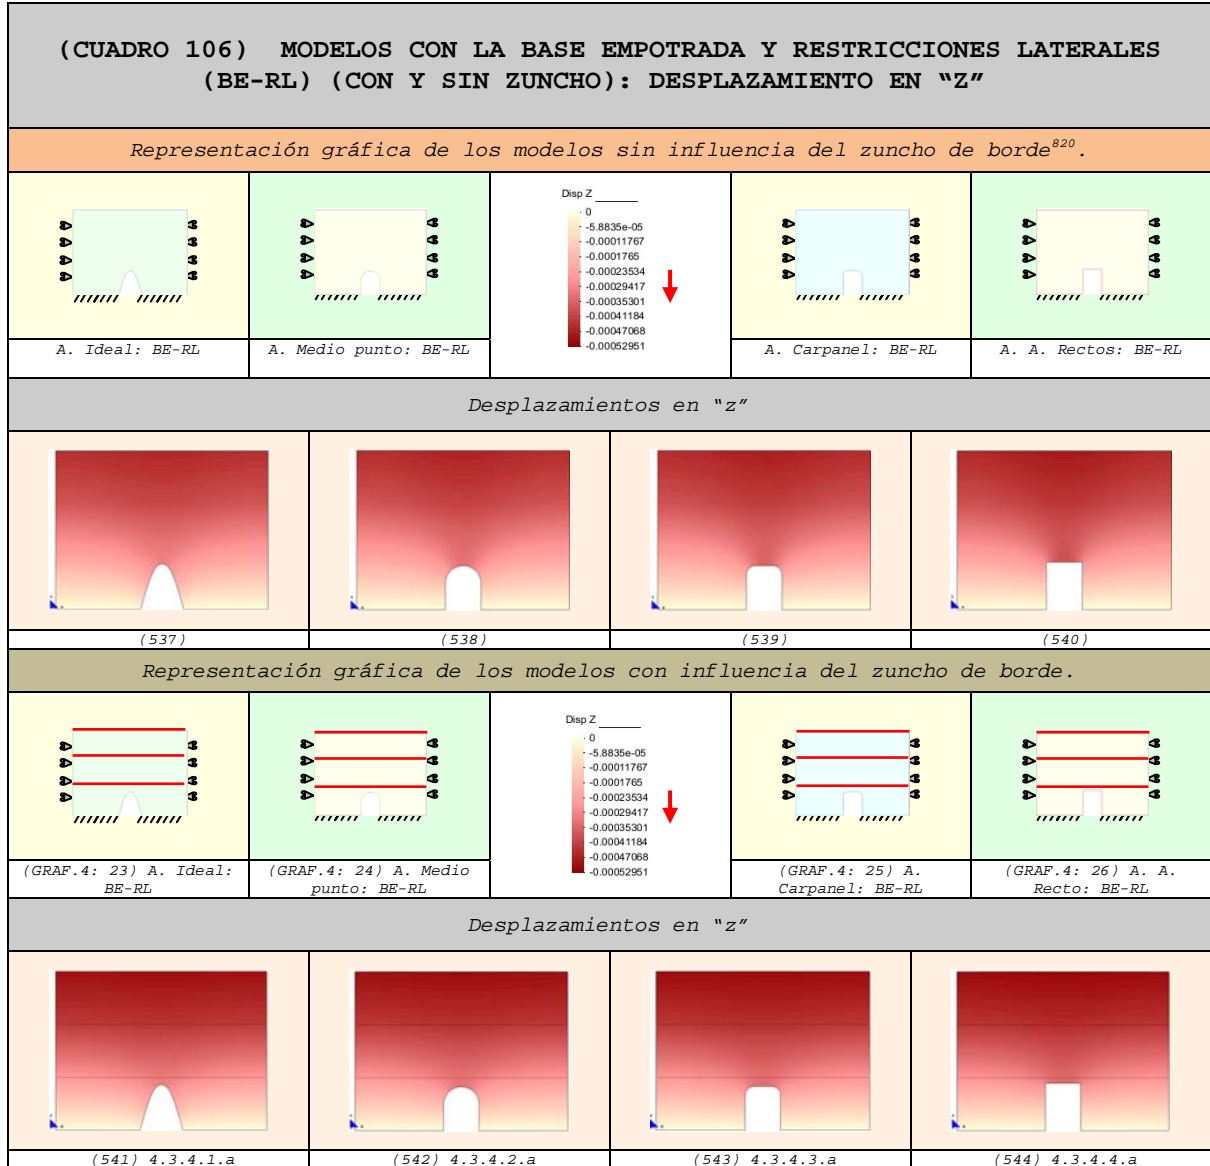 (CUADRO 106) MODELOS CON LA BASE EMPOTRADA Y RESTRICCIONES LATERALES
(BE-RL) (CON Y SIN ZUNCHO): DESPLAZAMIENTO EN “Z”
Representación gráfica de los modelos sin influencia del zuncho de borde⁸²⁰.
Disp Z
0
-5.8835e-05
-0.00011767
-0.0001765
-0.00023534
-0.00029417
-0.00035301
-0.00041184
-0.00047068
-0.00052951
A. Ideal: BE-RL
A. Medio punto: BE-RL
A. Carpanel: BE-RL
A. A. Rectos: BE-RL
Desplazamientos en “z”
(537)
(538)
(539)
(540)
Representación gráfica de los modelos con influencia del zuncho de borde.
Disp Z
0
-5.8835e-05
-0.00011767
-0.0001765
-0.00023534
-0.00029417
-0.00035301
-0.00041184
-0.00047068
-0.00052951
(GRAF.4: 23) A. Ideal:
BE-RL
(GRAF.4: 24) A. Medio
punto: BE-RL
(GRAF.4: 25) A.
Carpanel: BE-RL
(GRAF.4: 26) A. A.
Recto: BE-RL
Desplazamientos en “z”
(541) 4.3.4.1.a
(542) 4.3.4.2.a
(543) 4.3.4.3.a
(544) 4.3.4.4.a